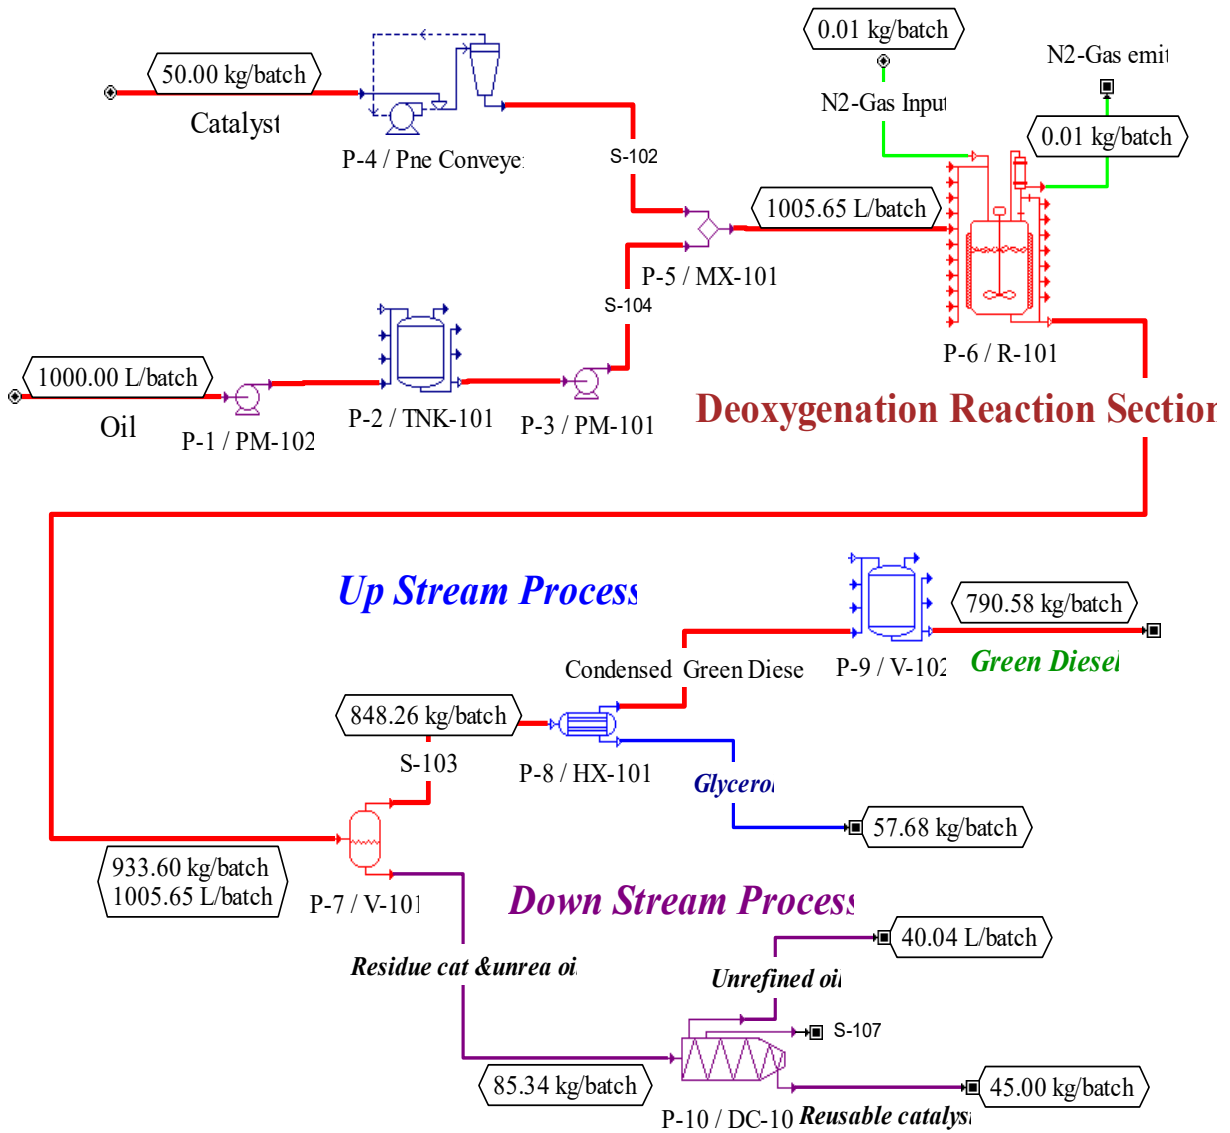 0.01 kg/batch
N2-Gas emit
50.00 kg/batch
N2-Gas Input
Catalyst
0.01 kg/batch
P-4 / Pne Conveye
S-102
1005.65 L/batch
P-5 / MX-101
S-104
P-6 / R-101
1000.00 L/batch
Oil
P-1 / PM-102
P-2 / TNK-101
P-3 / PM-101
Deoxygenation Reaction Section
Up Stream Process
790.58 kg/batch
Condensed Green Diese
P-9 / V-102
Green Diesel
848.26 kg/batch
S-103
P-8 / HX-101
Glycerol
57.68 kg/batch
933.60 kg/batch
1005.65 L/batch
P-7 / V-101
Down Stream Process
40.04 L/batch
Residue cat &unrea oil
Unrefined oil
S-107
85.34 kg/batch
45.00 kg/batch
P-10 / DC-10
Reusable catalyst